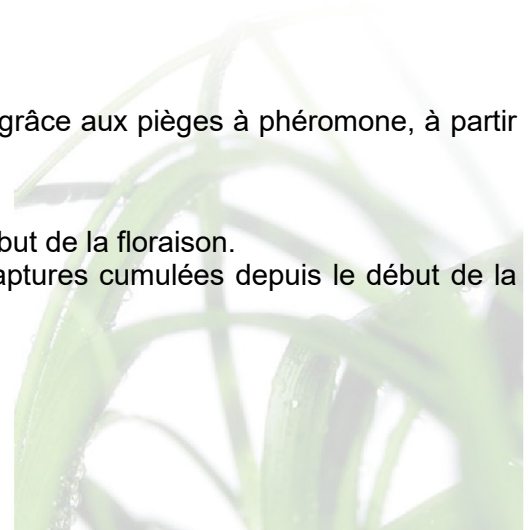 grâce aux pièges à phéromone, à partir
but de la floraison.
aptures cumulées depuis le début de la